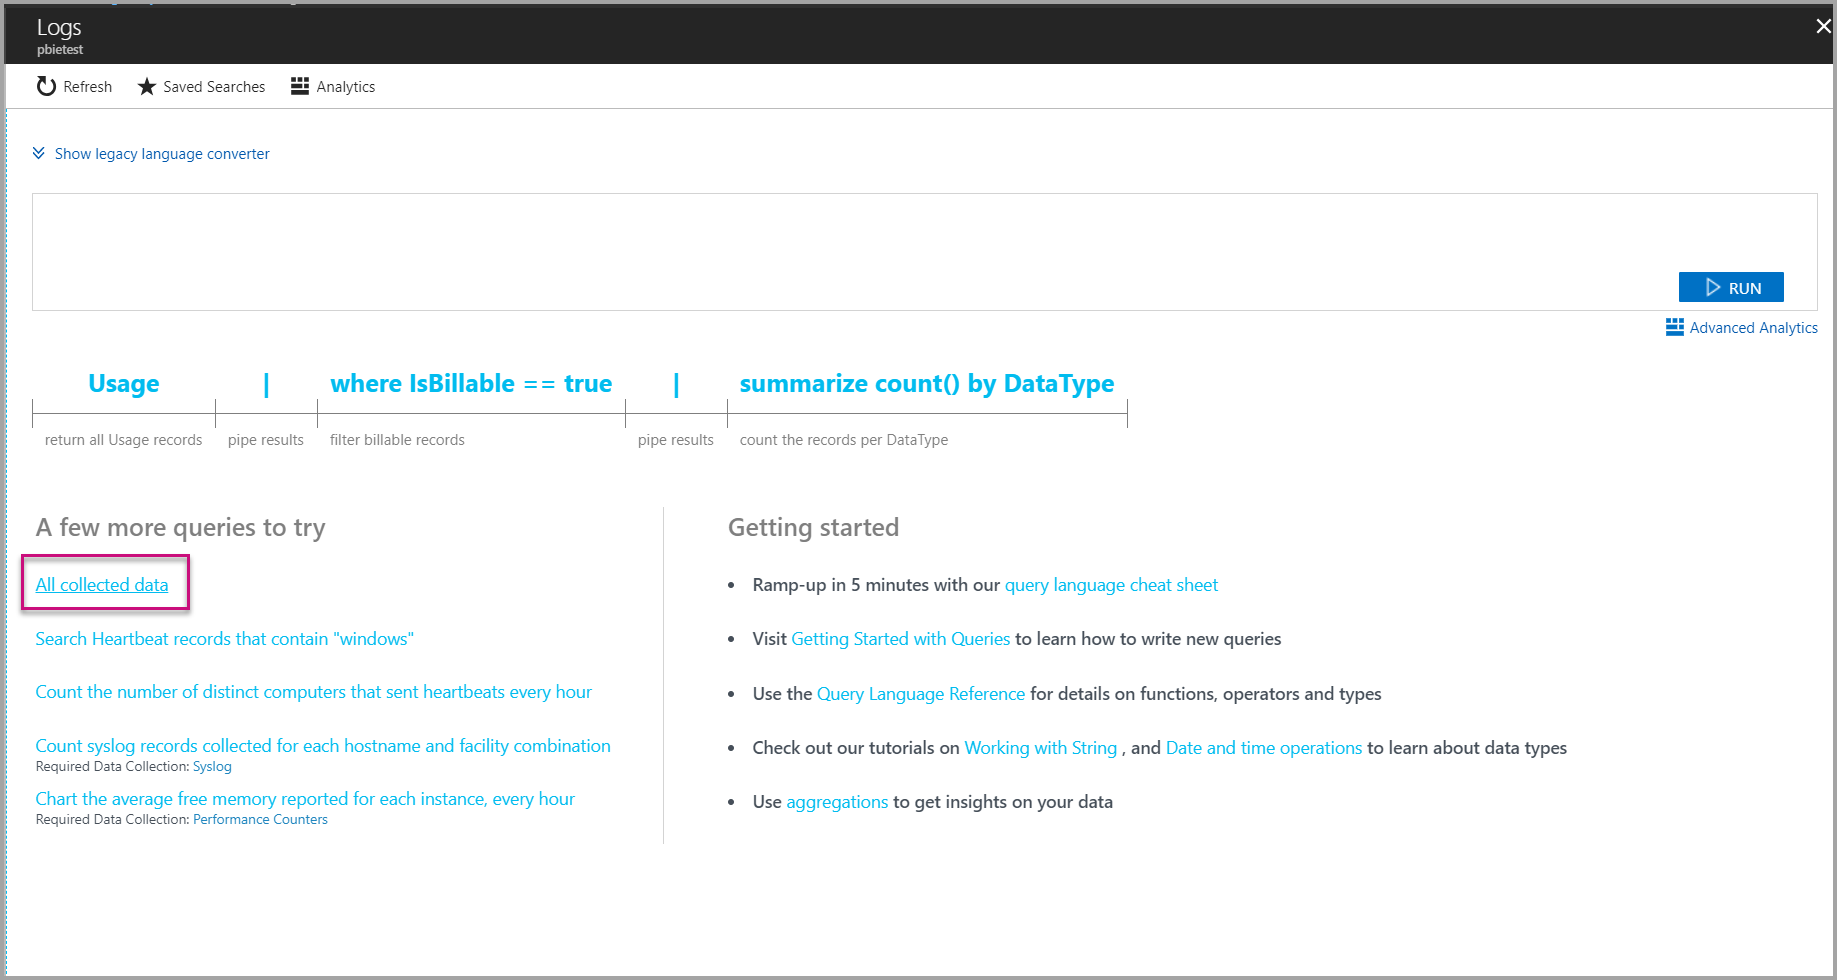 Logs
pbietest
Refresh Saved Searches Analytics
Show legacy language converter
RUN
Advanced Analytics
Usage | where IsBillable == true | summarize count() by DataType
return all Usage records pipe results filter billable records pipe results count the records per DataType
A few more queries to try
All collected data
Search Heartbeat records that contain "windows"
Count the number of distinct computers that sent heartbeats every hour
Count syslog records collected for each hostname and facility combination
Required Data Collection: Syslog
Chart the average free memory reported for each instance, every hour
Required Data Collection: Performance Counters
Getting started
• Ramp-up in 5 minutes with our query language cheat sheet
• Visit Getting Started with Queries to learn how to write new queries
• Use the Query Language Reference for details on functions, operators and types
• Check out our tutorials on Working with String , and Date and time operations to learn about data types
• Use aggregations to get insights on your data